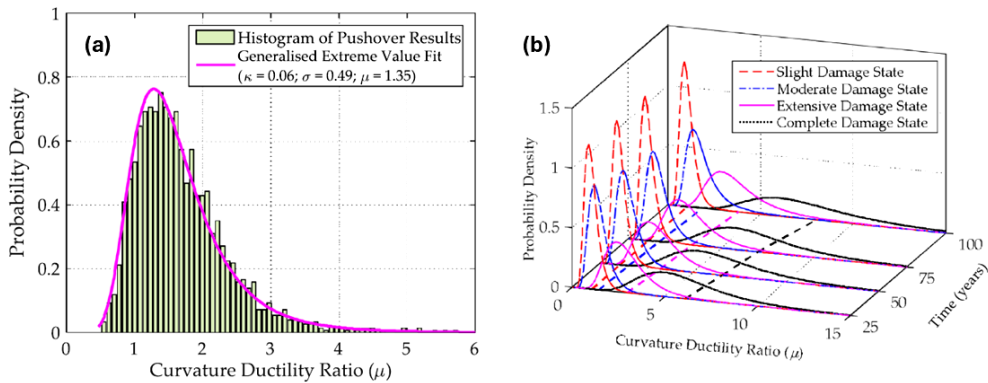 (a)
Histogram of Pushover Results
Generalised Extreme Value Fit
(κ = 0.06; σ = 0.49; μ = 1.35)
Probability Density
1
0.8
0.6
0.4
0.2
0
0 1 2 3 4 5 6
Curvature Ductility Ratio (μ)
(b)
Slight Damage State
Moderate Damage State
Extensive Damage State
Complete Damage State
Probability Density
1.5
1
0.5
0
0 5 10 15
Curvature Ductility Ratio (μ)
25 50 75 100
Time (years)